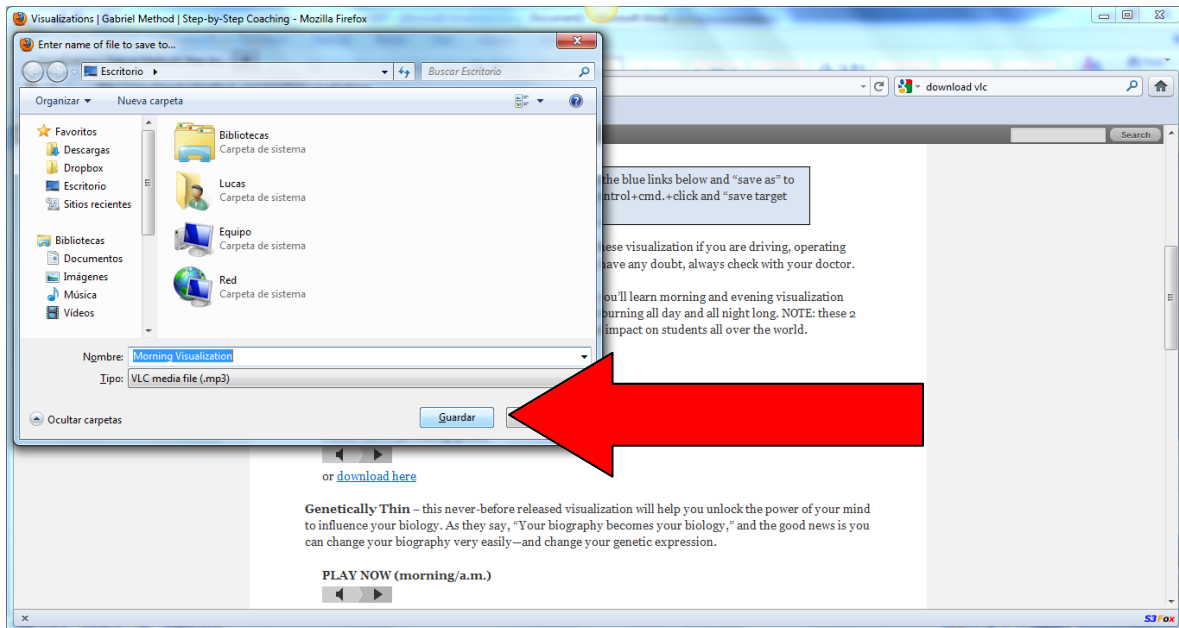 Visualizations | Gabriel Method | Step-by-Step Coaching - Mozilla Firefox
Enter name of file to save to...
Escritorio
Buscar Escritorio
download vlc
Organizar
Nueva carpeta
Search
Favoritos
Descargas
Dropbox
Escritorio
Sitios recientes
Bibliotecas
Documentos
Imágenes
Música
Vídeos
Bibliotecas
Carpeta de sistema
Lucas
Carpeta de sistema
Equipo
Carpeta de sistema
Red
Carpeta de sistema
Nombre: Morning Visualization
Tipo: VLC media file (.mp3)
Ocultar carpetas
Guardar
the blue links below and “save as” to
ntrol+cmd.+click and “save target
ese visualization if you are driving, operating
have any doubt, always check with your doctor.
ou'll learn morning and evening visualization
burning all day and all night long. NOTE: these 2
impact on students all over the world.
or download here
Genetically Thin – this never-before released visualization will help you unlock the power of your mind
to influence your biology. As they say, “Your biography becomes your biology,” and the good news is you
can change your biography very easily—and change your genetic expression.
PLAY NOW (morning/a.m.)
S3Fox